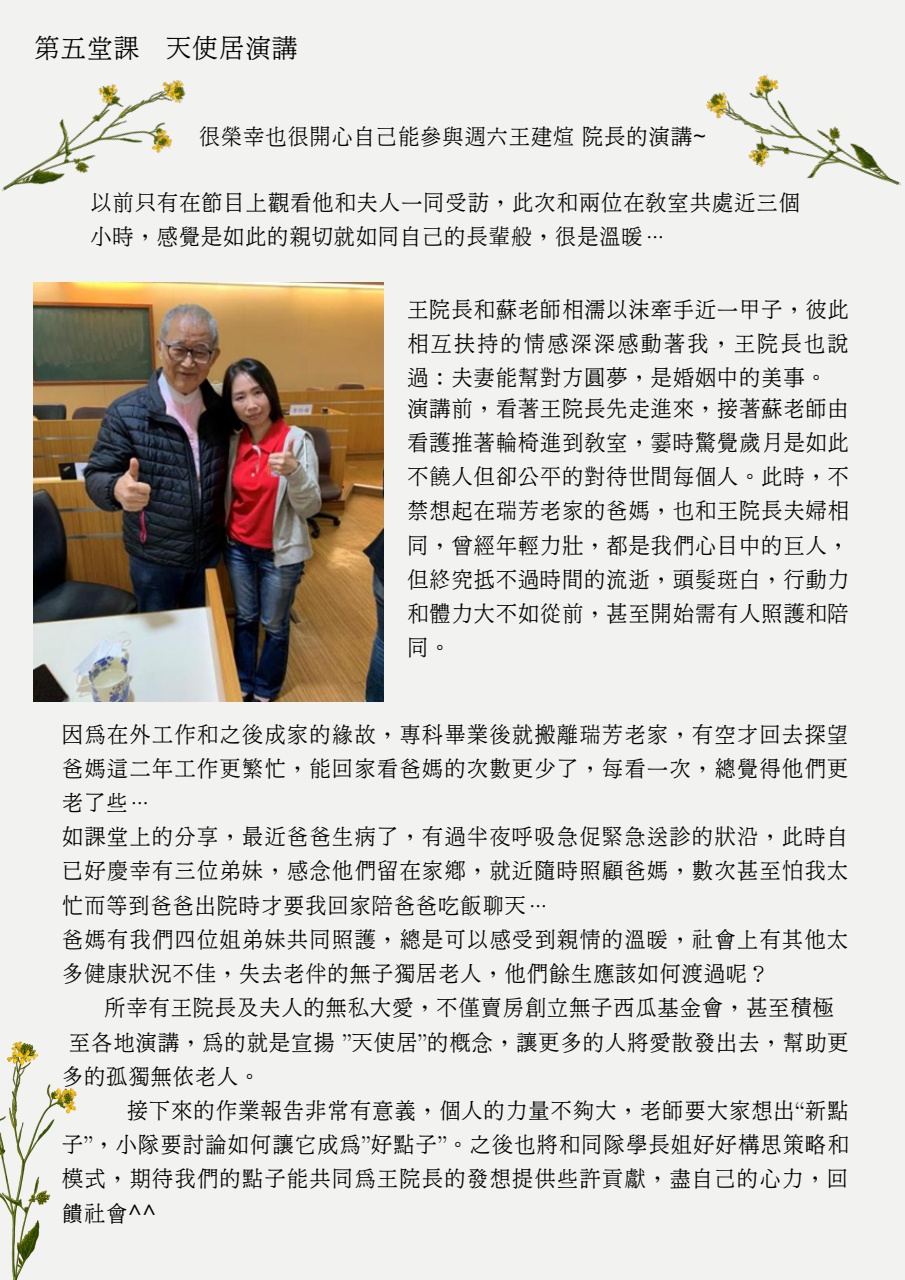 第五堂課　天使居演講
很榮幸也很開心自己能參與週六王建煊 院長的演講~
以前只有在節目上觀看他和夫人一同受訪，此次和兩位在教室共處近三個
小時，感覺是如此的親切就如同自己的長輩般，很是溫暖…
王院長和蘇老師相濡以沫牽手近一甲子，彼此
相互扶持的情感深深感動著我，王院長也說
過：夫妻能幫對方圓夢，是婚姻中的美事。
演講前，看著王院長先走進來，接著蘇老師由
看護推著輪椅進到教室，霎時驚覺歲月是如此
不饒人但卻公平的對待世間每個人。此時，不
禁想起在瑞芳老家的爸媽，也和王院長夫婦相
同，曾經年輕力壯，都是我們心目中的巨人，
但終究抵不過時間的流逝，頭髮斑白，行動力
和體力大不如從前，甚至開始需有人照護和陪
同。
因為在外工作和之後成家的緣故，專科畢業後就搬離瑞芳老家，有空才回去探望
爸媽這二年工作更繁忙，能回家看爸媽的次數更少了，每看一次，總覺得他們更
老了些…
如課堂上的分享，最近爸爸生病了，有過半夜呼吸急促緊急送診的狀況，此時自
已好慶幸有三位弟妹，感念他們留在家鄉，就近隨時照顧爸媽，數次甚至怕我太
忙而等到爸爸出院時才要我回家陪爸爸吃飯聊天…
爸媽有我們四位姐弟妹共同照護，總是可以感受到親情的溫暖，社會上有其他太
多健康狀況不佳，失去老伴的無子獨居老人，他們餘生應該如何渡過呢？
所幸有王院長及夫人的無私大愛，不僅賣房創立無子西瓜基金會，甚至積極
至各地演講，為的就是宣揚 ”天使居”的概念，讓更多的人將愛散發出去，幫助更
多的孤獨無依老人。
接下來的作業報告非常有意義，個人的力量不夠大，老師要大家想出“新點
子”，小隊要討論如何讓它成為”好點子”。之後也將和同隊學長姐好好構思策略和
模式，期待我們的點子能共同為王院長的發想提供些許貢獻，盡自己的心力，回
饋社會^^